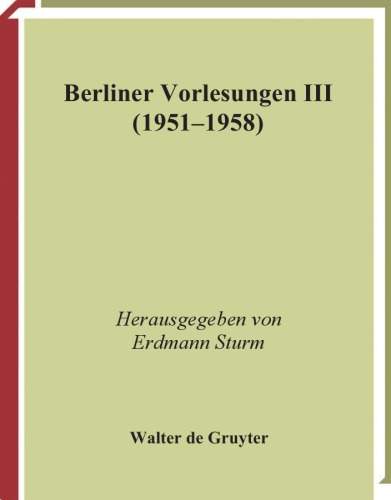 Berliner Vorlesungen III
(1951–1958)
Herausgegeben von
Erdmann Sturm
Walter de Gruyter